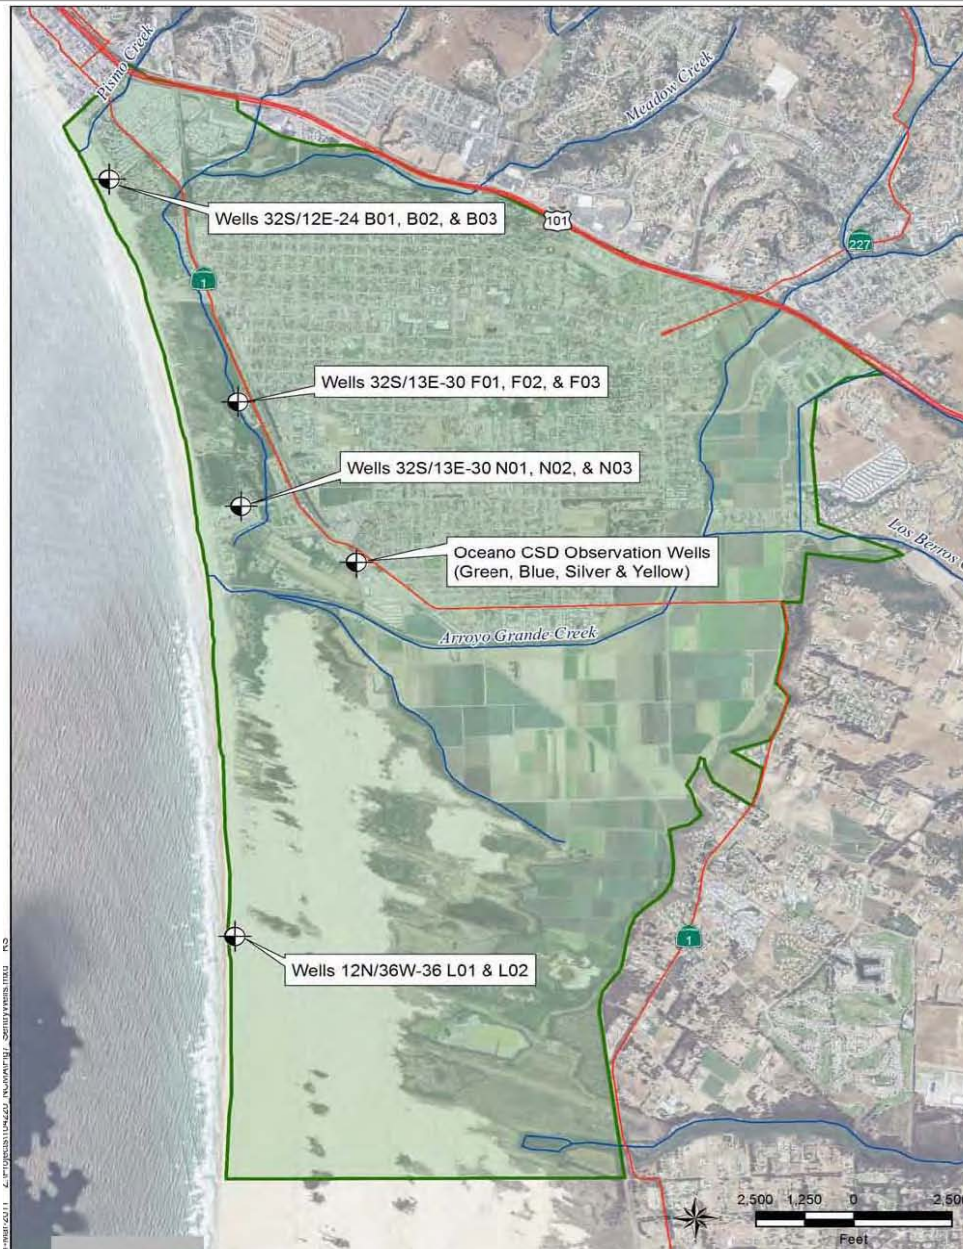 Pismo Creek
Meadow Creek
Wells 32S/12E-24 B01, B02, & B03
101
227
1
Wells 32S/13E-30 F01, F02, & F03
Wells 32S/13E-30 N01, N02, & N03
Los Berros C
Oceano CSD Observation Wells
(Green, Blue, Silver & Yellow)
Arroyo Grande Creek
1
Wells 12N/36W-36 L01 & L02
2,500 1,250 0 2,500
Feet